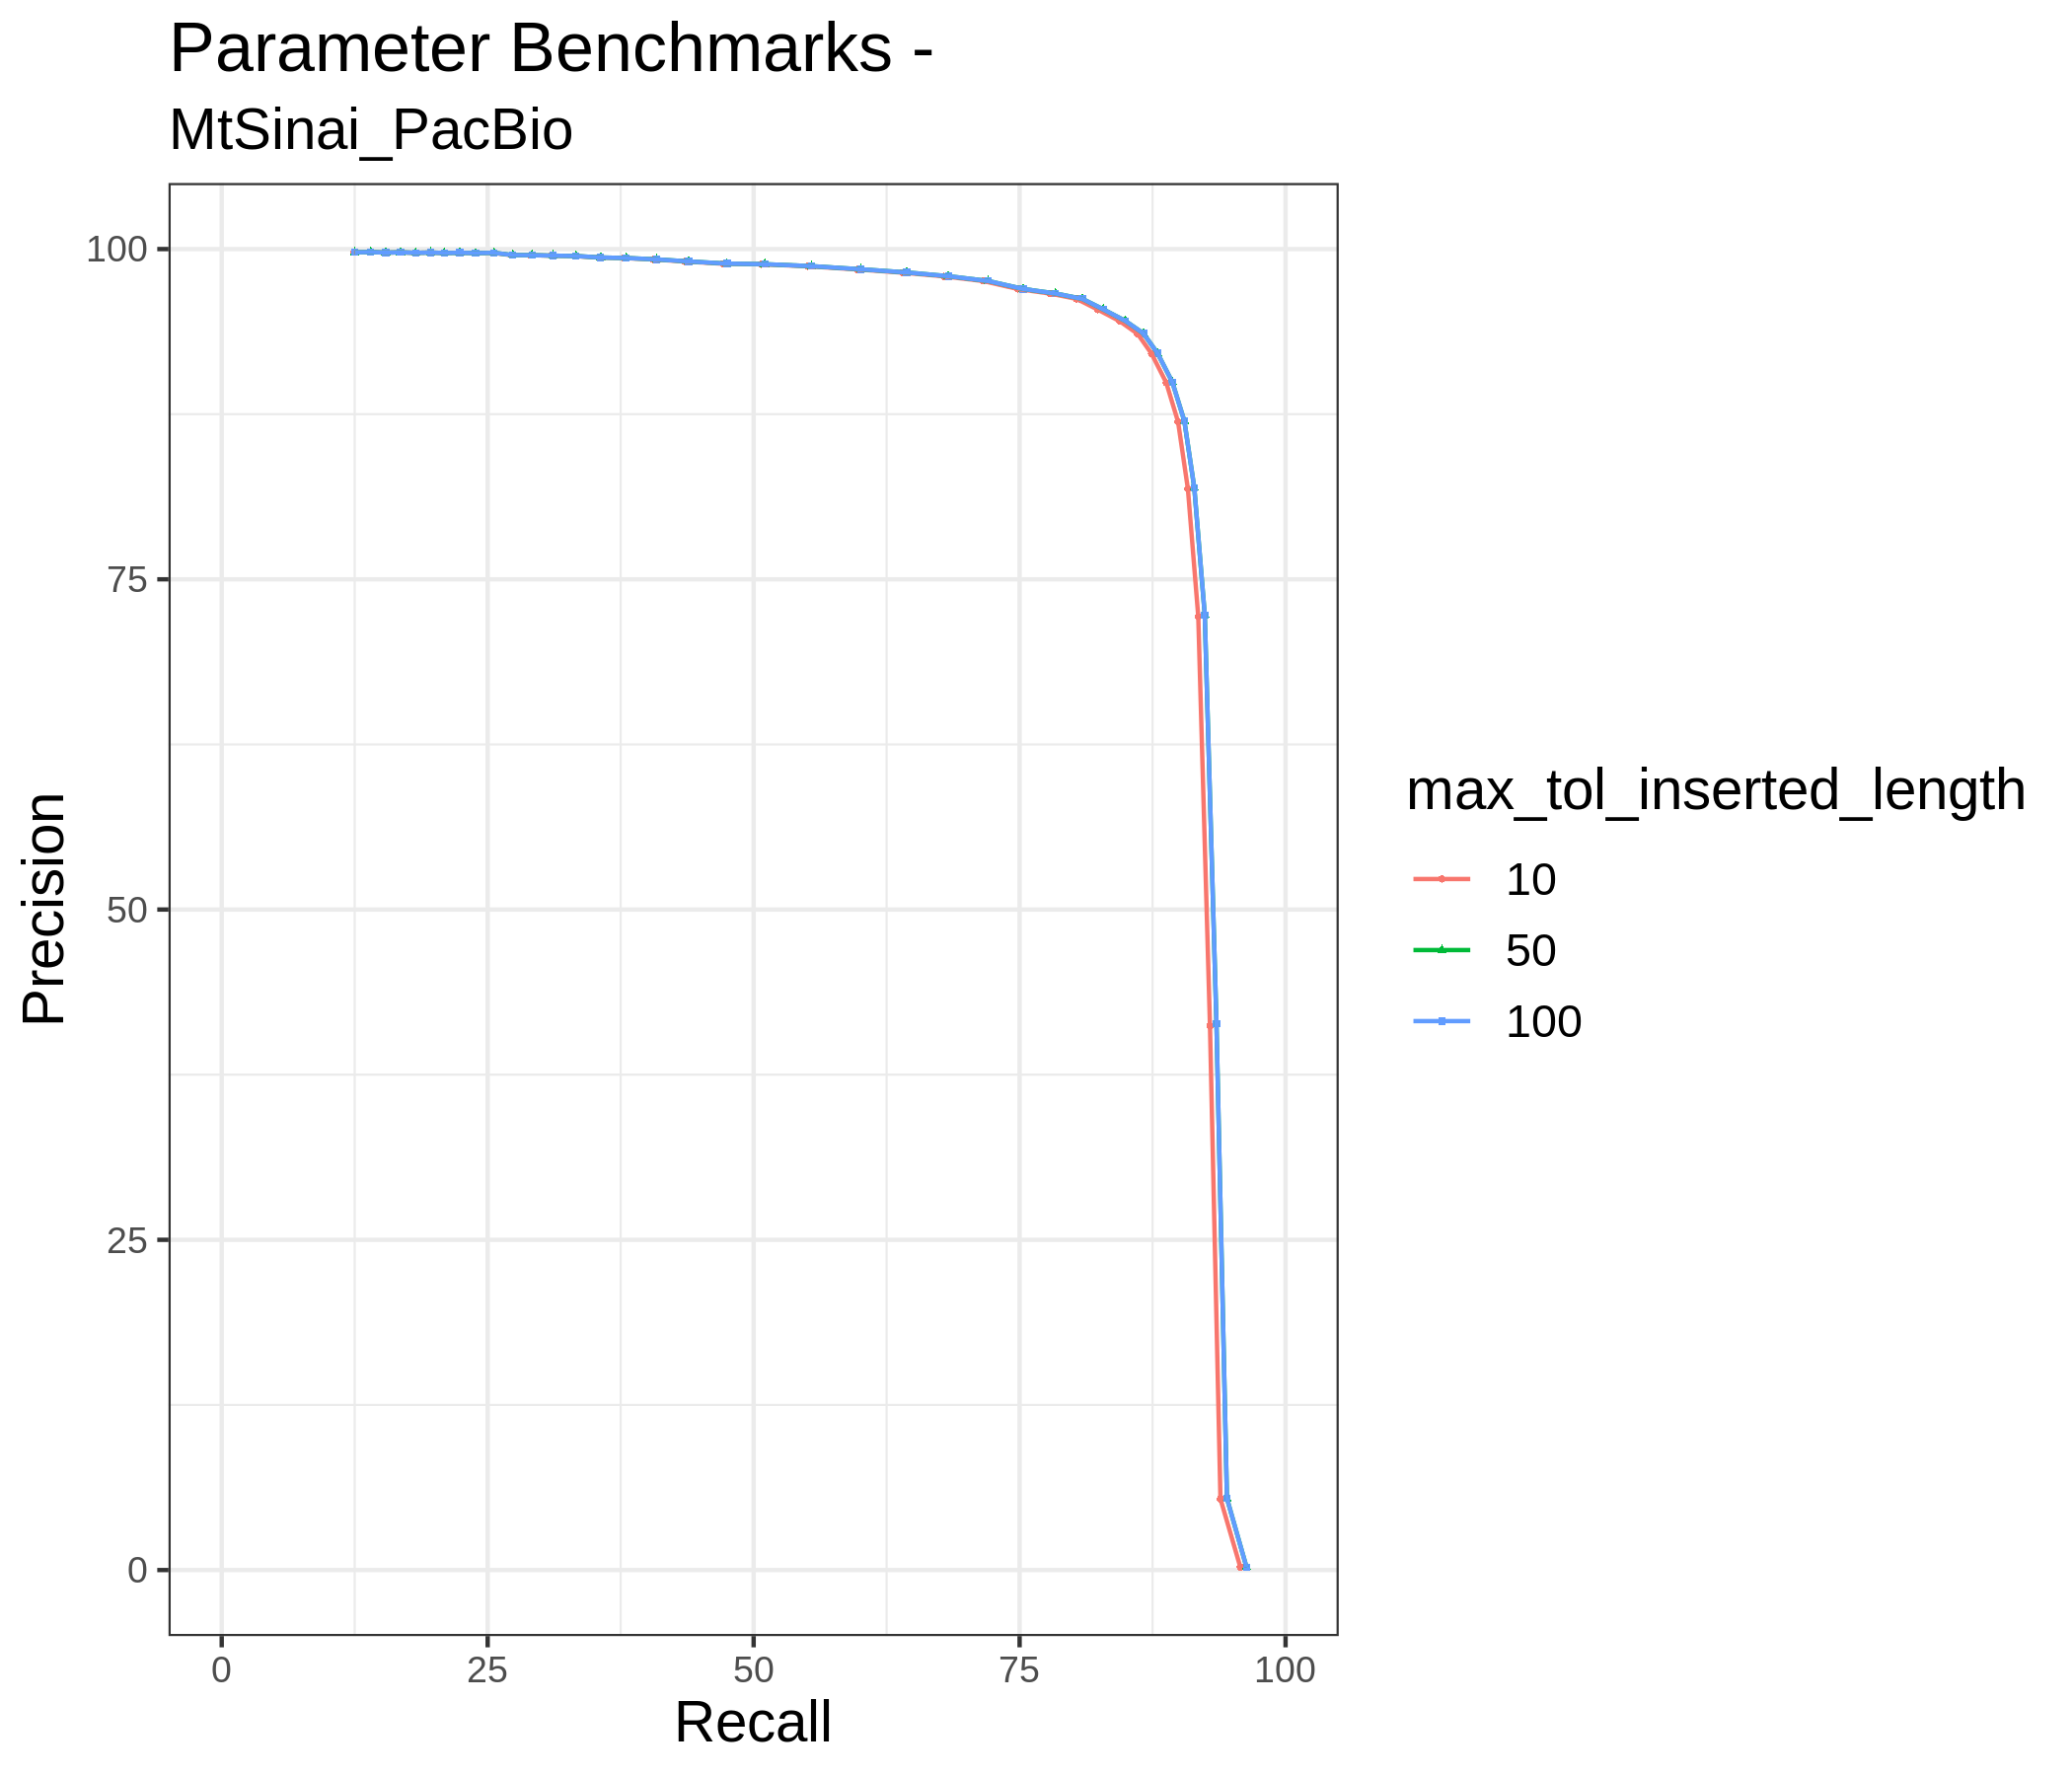 Parameter Benchmarks -
MtSinai_PacBio
Precision
100
75
50
25
0
0 25 50 75 100
Recall
max_tol_inserted_length
10
50
100